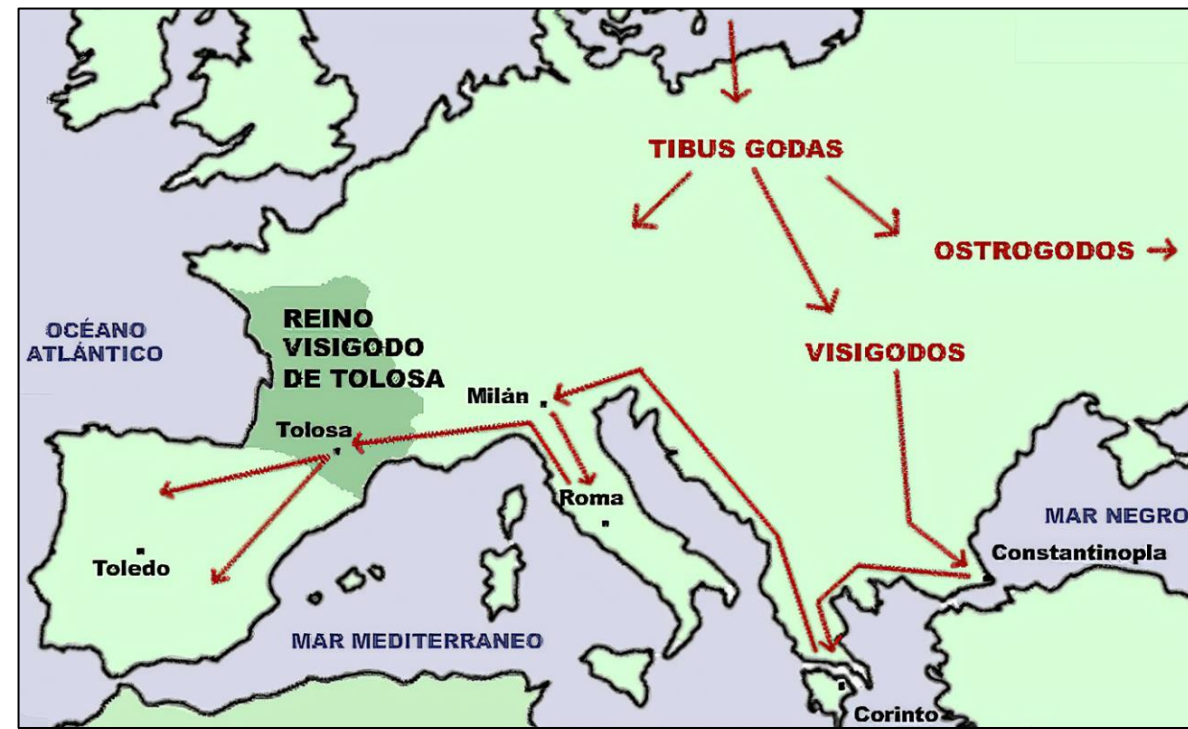 TIBUS GODAS
OSTROGODOS
VISIGODOS
OCÉANO
ATLÁNTICO
REINO
VISIGODO
DE TOLOSA
Milán
Tolosa
Roma
MAR NEGRO
Constantinopla
Toledo
MAR MEDITERRANEO
Corinto